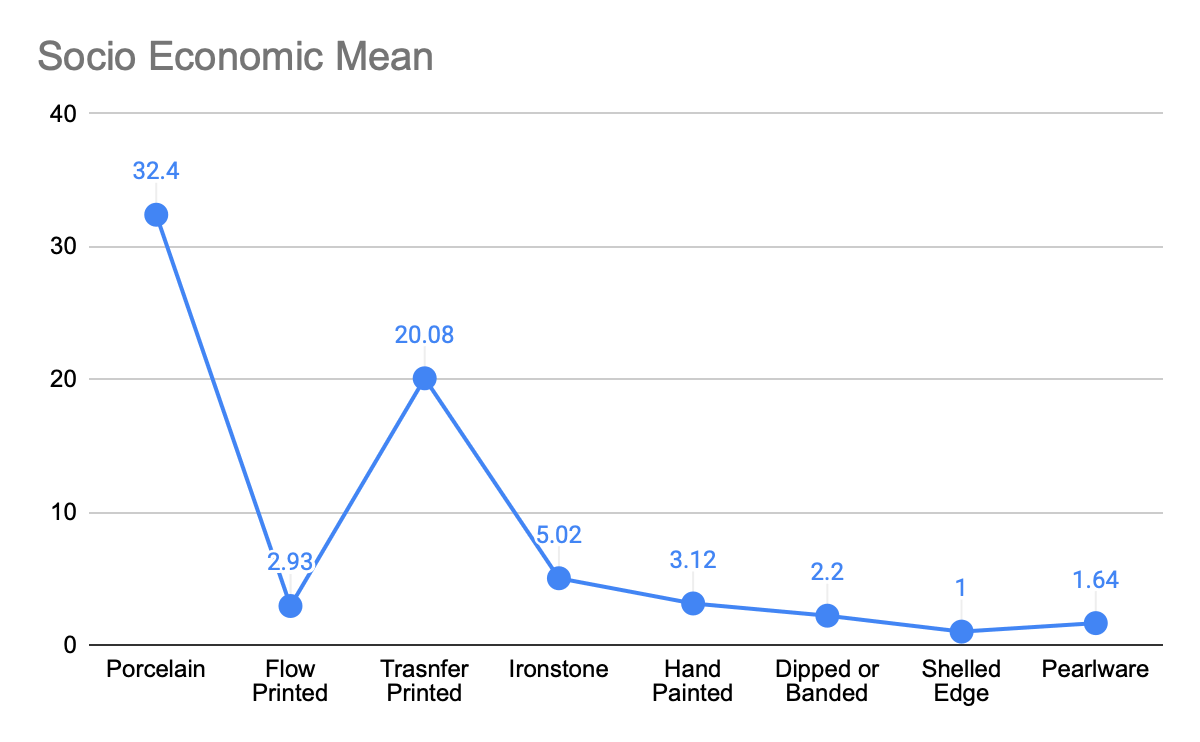 Socio Economic Mean
40
30
20
10
0
32.4
2.93
20.08
5.02
3.12
2.2
1
1.64
Porcelain
Flow
Printed
Trasnfer
Printed
Ironstone
Hand
Painted
Dipped or
Banded
Shelled
Edge
Pearlware